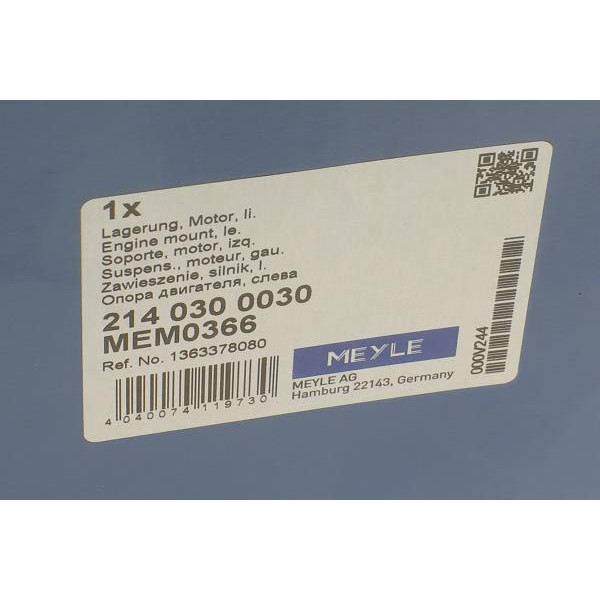 1x
Lagerung, Motor, li.
Engine mount, le.
Soporte, motor, izq.
Suspens., moteur, gau.
Zawieszenie, silnik, l.
Опора двигателя, слева
214 030 0030
MEM0366
Ref. No. 1363378080
4 040074 119730
MEYLE
MEYLE AG
Hamburg 22143, Germany
000V244